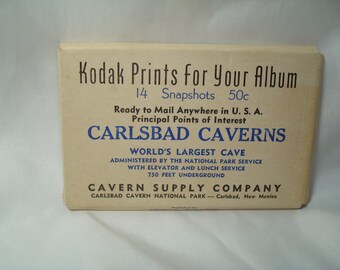 Kodak Prints for Your Album
14 Snapshots 50c
Ready to Mail Anywhere in U. S. A.
Principal Points of Interest
CARLSBAD CAVERNS
WORLD'S LARGEST CAVE
ADMINISTERED BY THE NATIONAL PARK SERVICE
WITH ELEVATOR AND LUNCH SERVICE
750 FEET UNDERGROUND
CAVERN SUPPLY COMPANY
CARLSBAD CAVERN NATIONAL PARK — Carlsbad, New Mexico